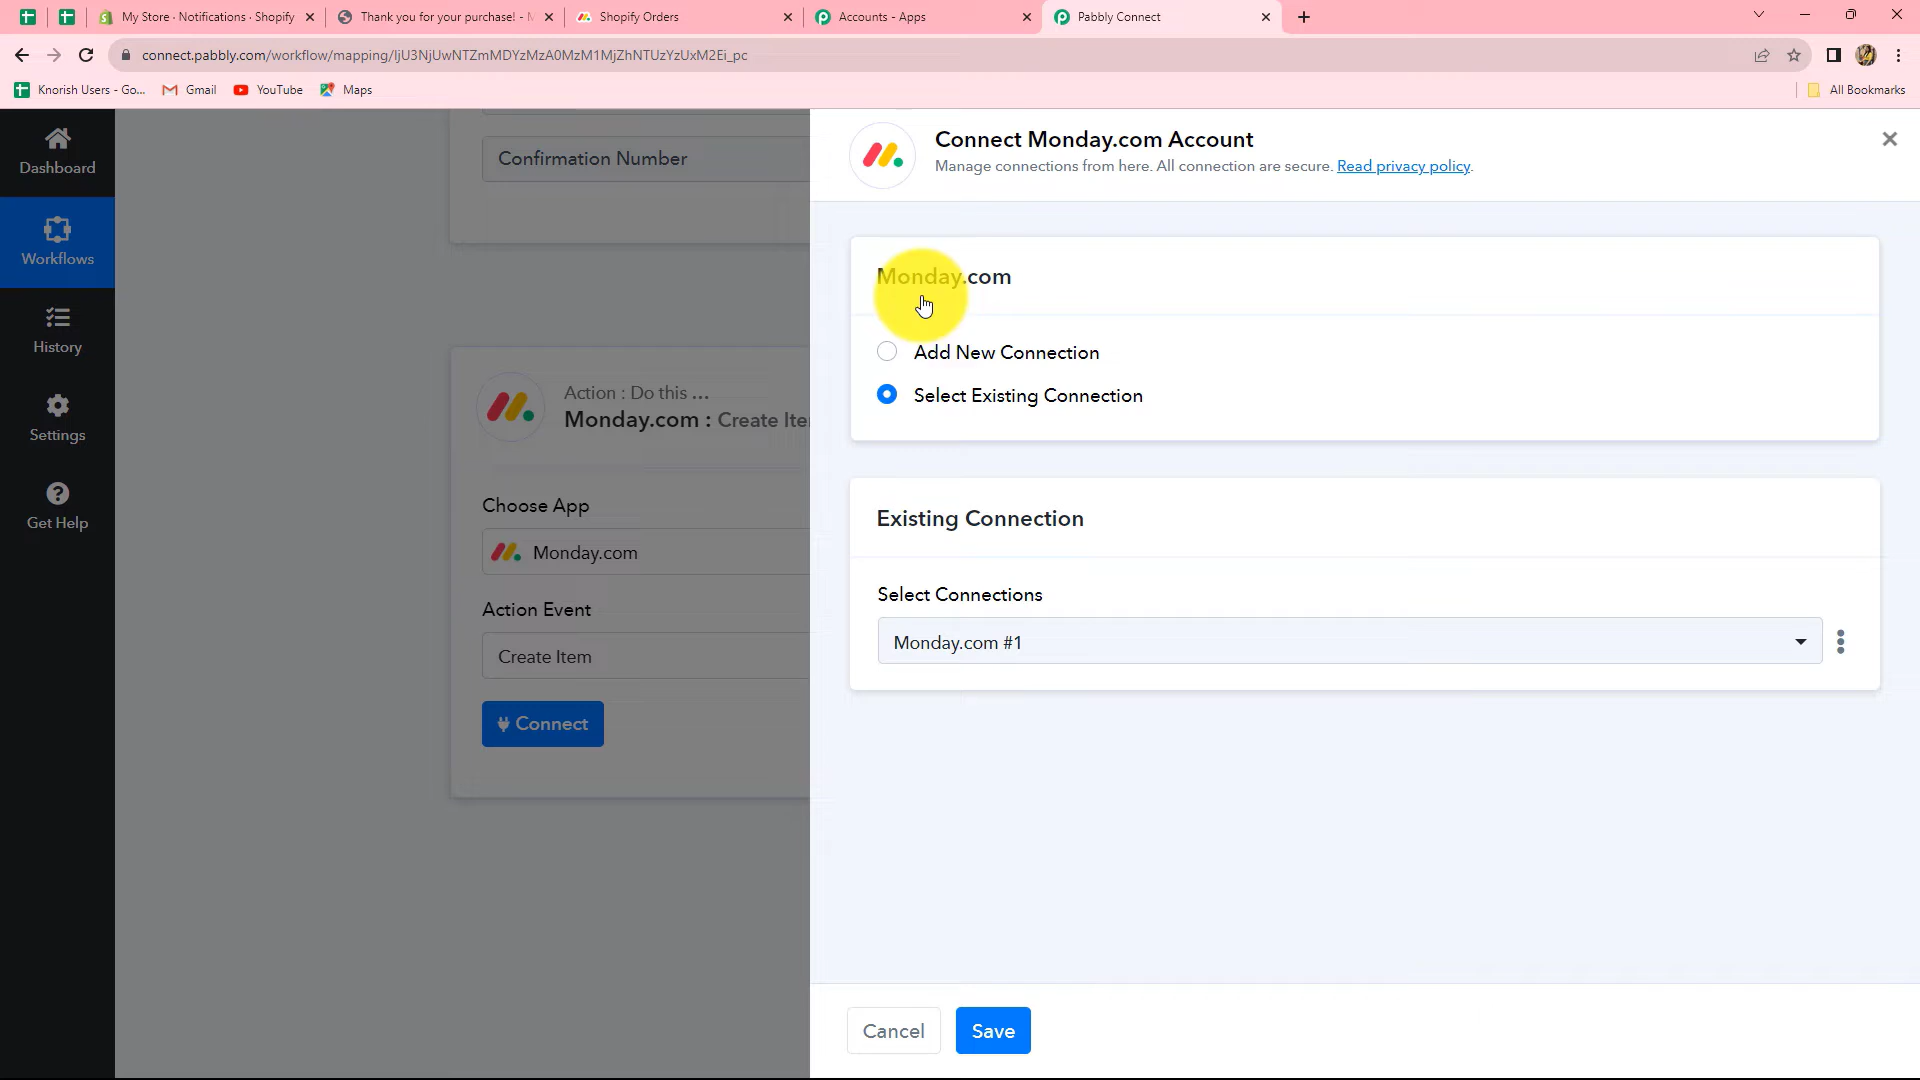 My Store · Notifications · Shopify
Thank you for your purchase! -
Shopify Orders
Accounts - Apps
Pabbly Connect
connect.pabbly.com/workflow/mapping/IjU3NjUwNTZmMDYzMzA0MzM1MjZhNTUzYzUxM2Ei_pc
Knorish Users - Go...
Gmail
YouTube
Maps
All Bookmarks
Dashboard
Workflows
History
Settings
Get Help
Confirmation Number
Action : Do this ...
Monday.com : Create Ite
Choose App
Monday.com
Action Event
Create Item
Connect
Connect Monday.com Account
Manage connections from here. All connection are secure. Read privacy policy.
Monday.com
Add New Connection
Select Existing Connection
Existing Connection
Select Connections
Monday.com #1
Cancel
Save